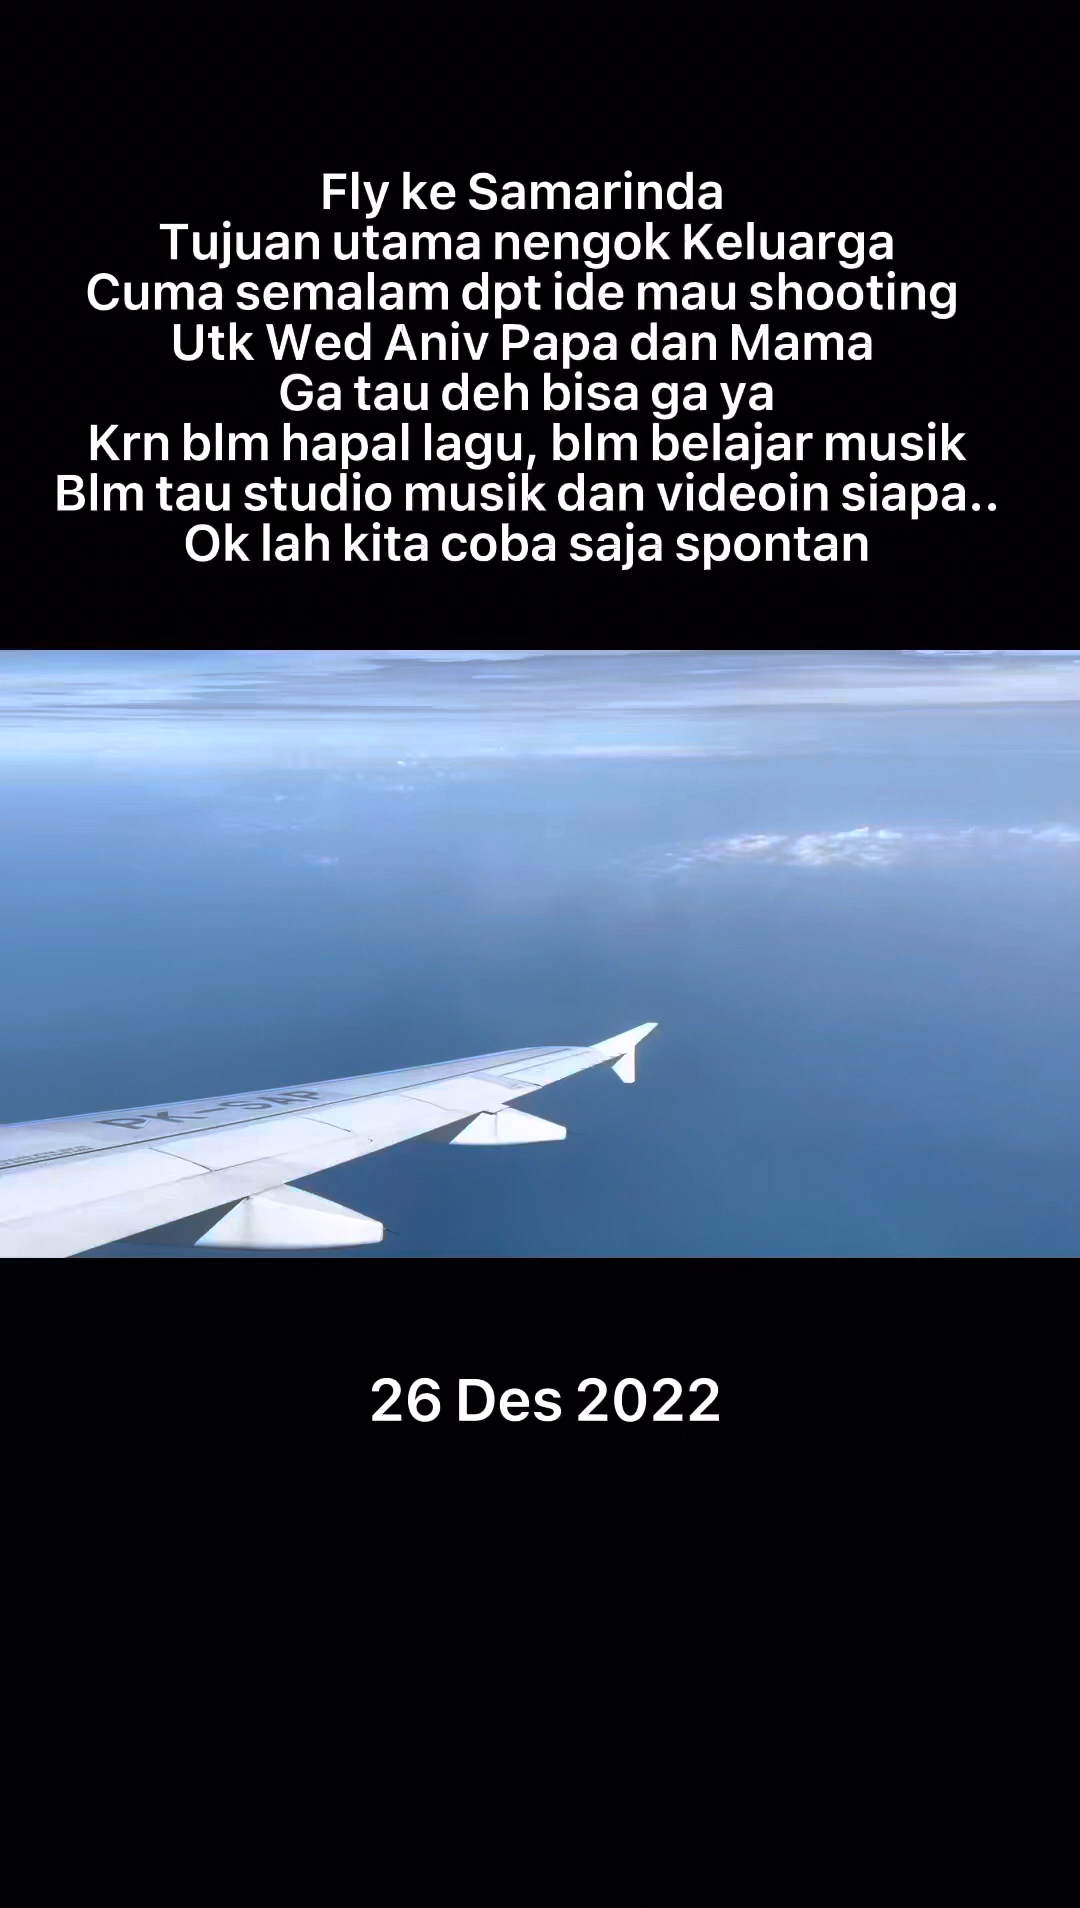 Fly ke Samarinda
Tujuan utama nengok Keluarga
Cuma semalam dpt ide mau shooting
Utk Wed Aniv Papa dan Mama
Ga tau deh bisa ga ya
Krn blm hapal lagu, blm belajar musik
Blm tau studio musik dan videoin siapa..
Ok lah kita coba saja spontan
PK-SAP
26 Des 2022